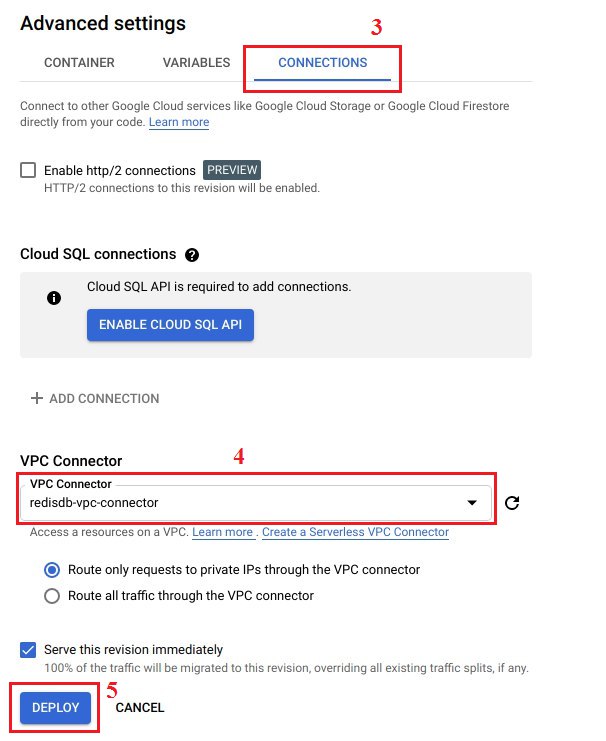 Advanced settings
3
CONTAINER VARIABLES CONNECTIONS
Connect to other Google Cloud services like Google Cloud Storage or Google Cloud Firestore
directly from your code. Learn more
Enable http/2 connections PREVIEW
HTTP/2 connections to this revision will be enabled.
Cloud SQL connections ?
Cloud SQL API is required to add connections.
ENABLE CLOUD SQL API
+ ADD CONNECTION
VPC Connector 4
VPC Connector
redisdb-vpc-connector
Access a resources on a VPC. Learn more . Create a Serverless VPC Connector
Route only requests to private IPs through the VPC connector
Route all traffic through the VPC connector
Serve this revision immediately
100% of the traffic will be migrated to this revision, overriding all existing traffic splits, if any.
5
DEPLOY CANCEL